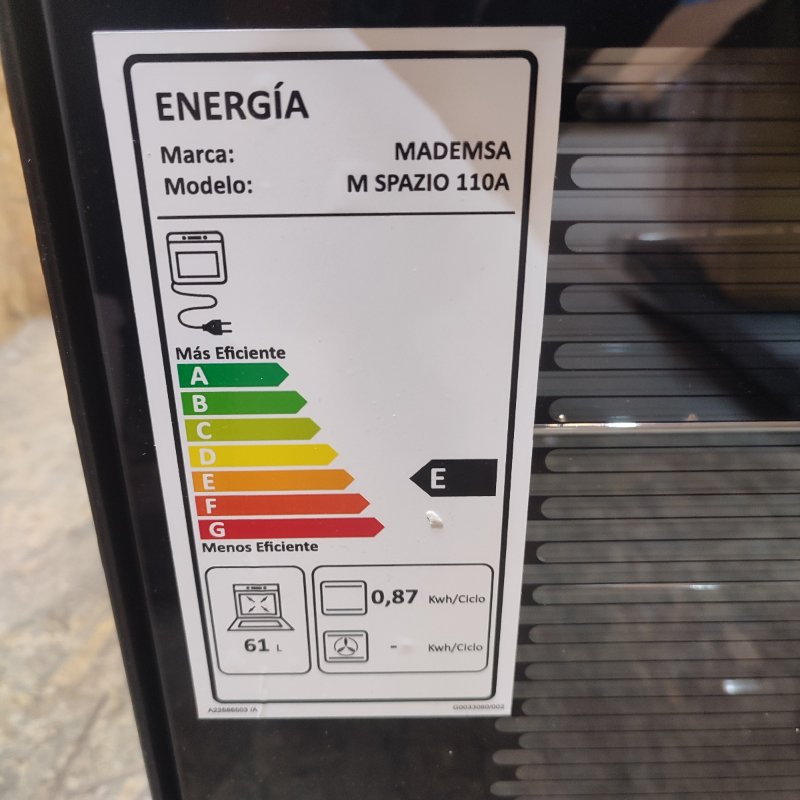 ENERGÍA
Marca: MADEMSA
Modelo: M SPAZIO 110A
Más Eficiente
A
B
C
D
E
E
F
G
Menos Eficiente
0,87 Kwh/Ciclo
61 L
- Kwh/Ciclo